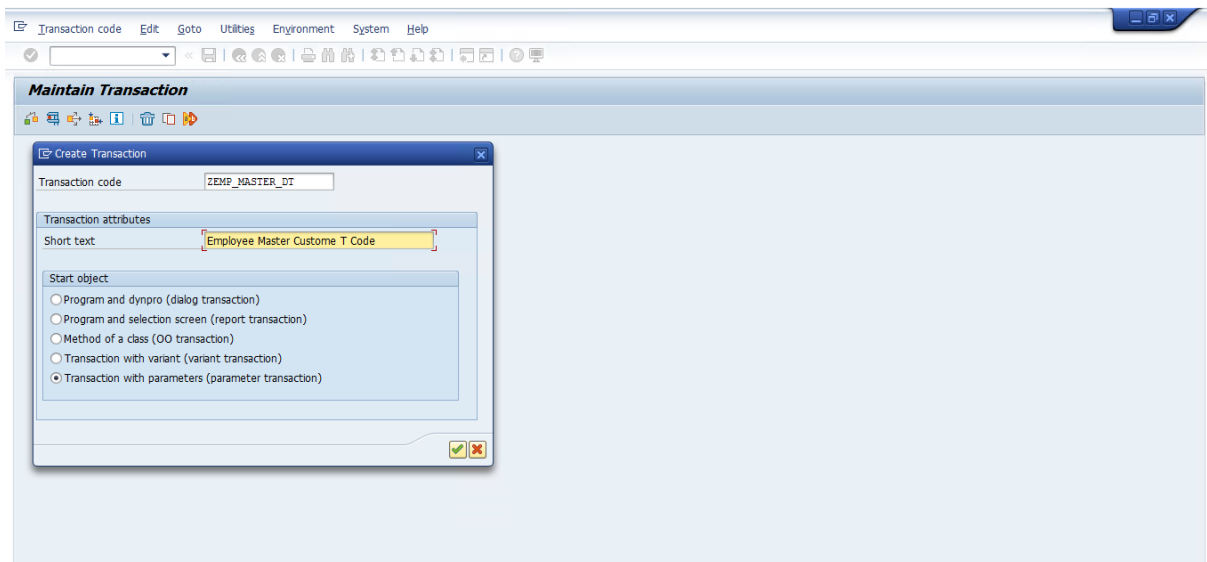 Transaction code Edit Goto Utilities Environment System Help
Maintain Transaction
Create Transaction
Transaction code ZEMP_MASTER_DT
Transaction attributes
Short text Employee Master Custome T Code
Start object
Program and dynpro (dialog transaction)
Program and selection screen (report transaction)
Method of a class (OO transaction)
Transaction with variant (variant transaction)
Transaction with parameters (parameter transaction)